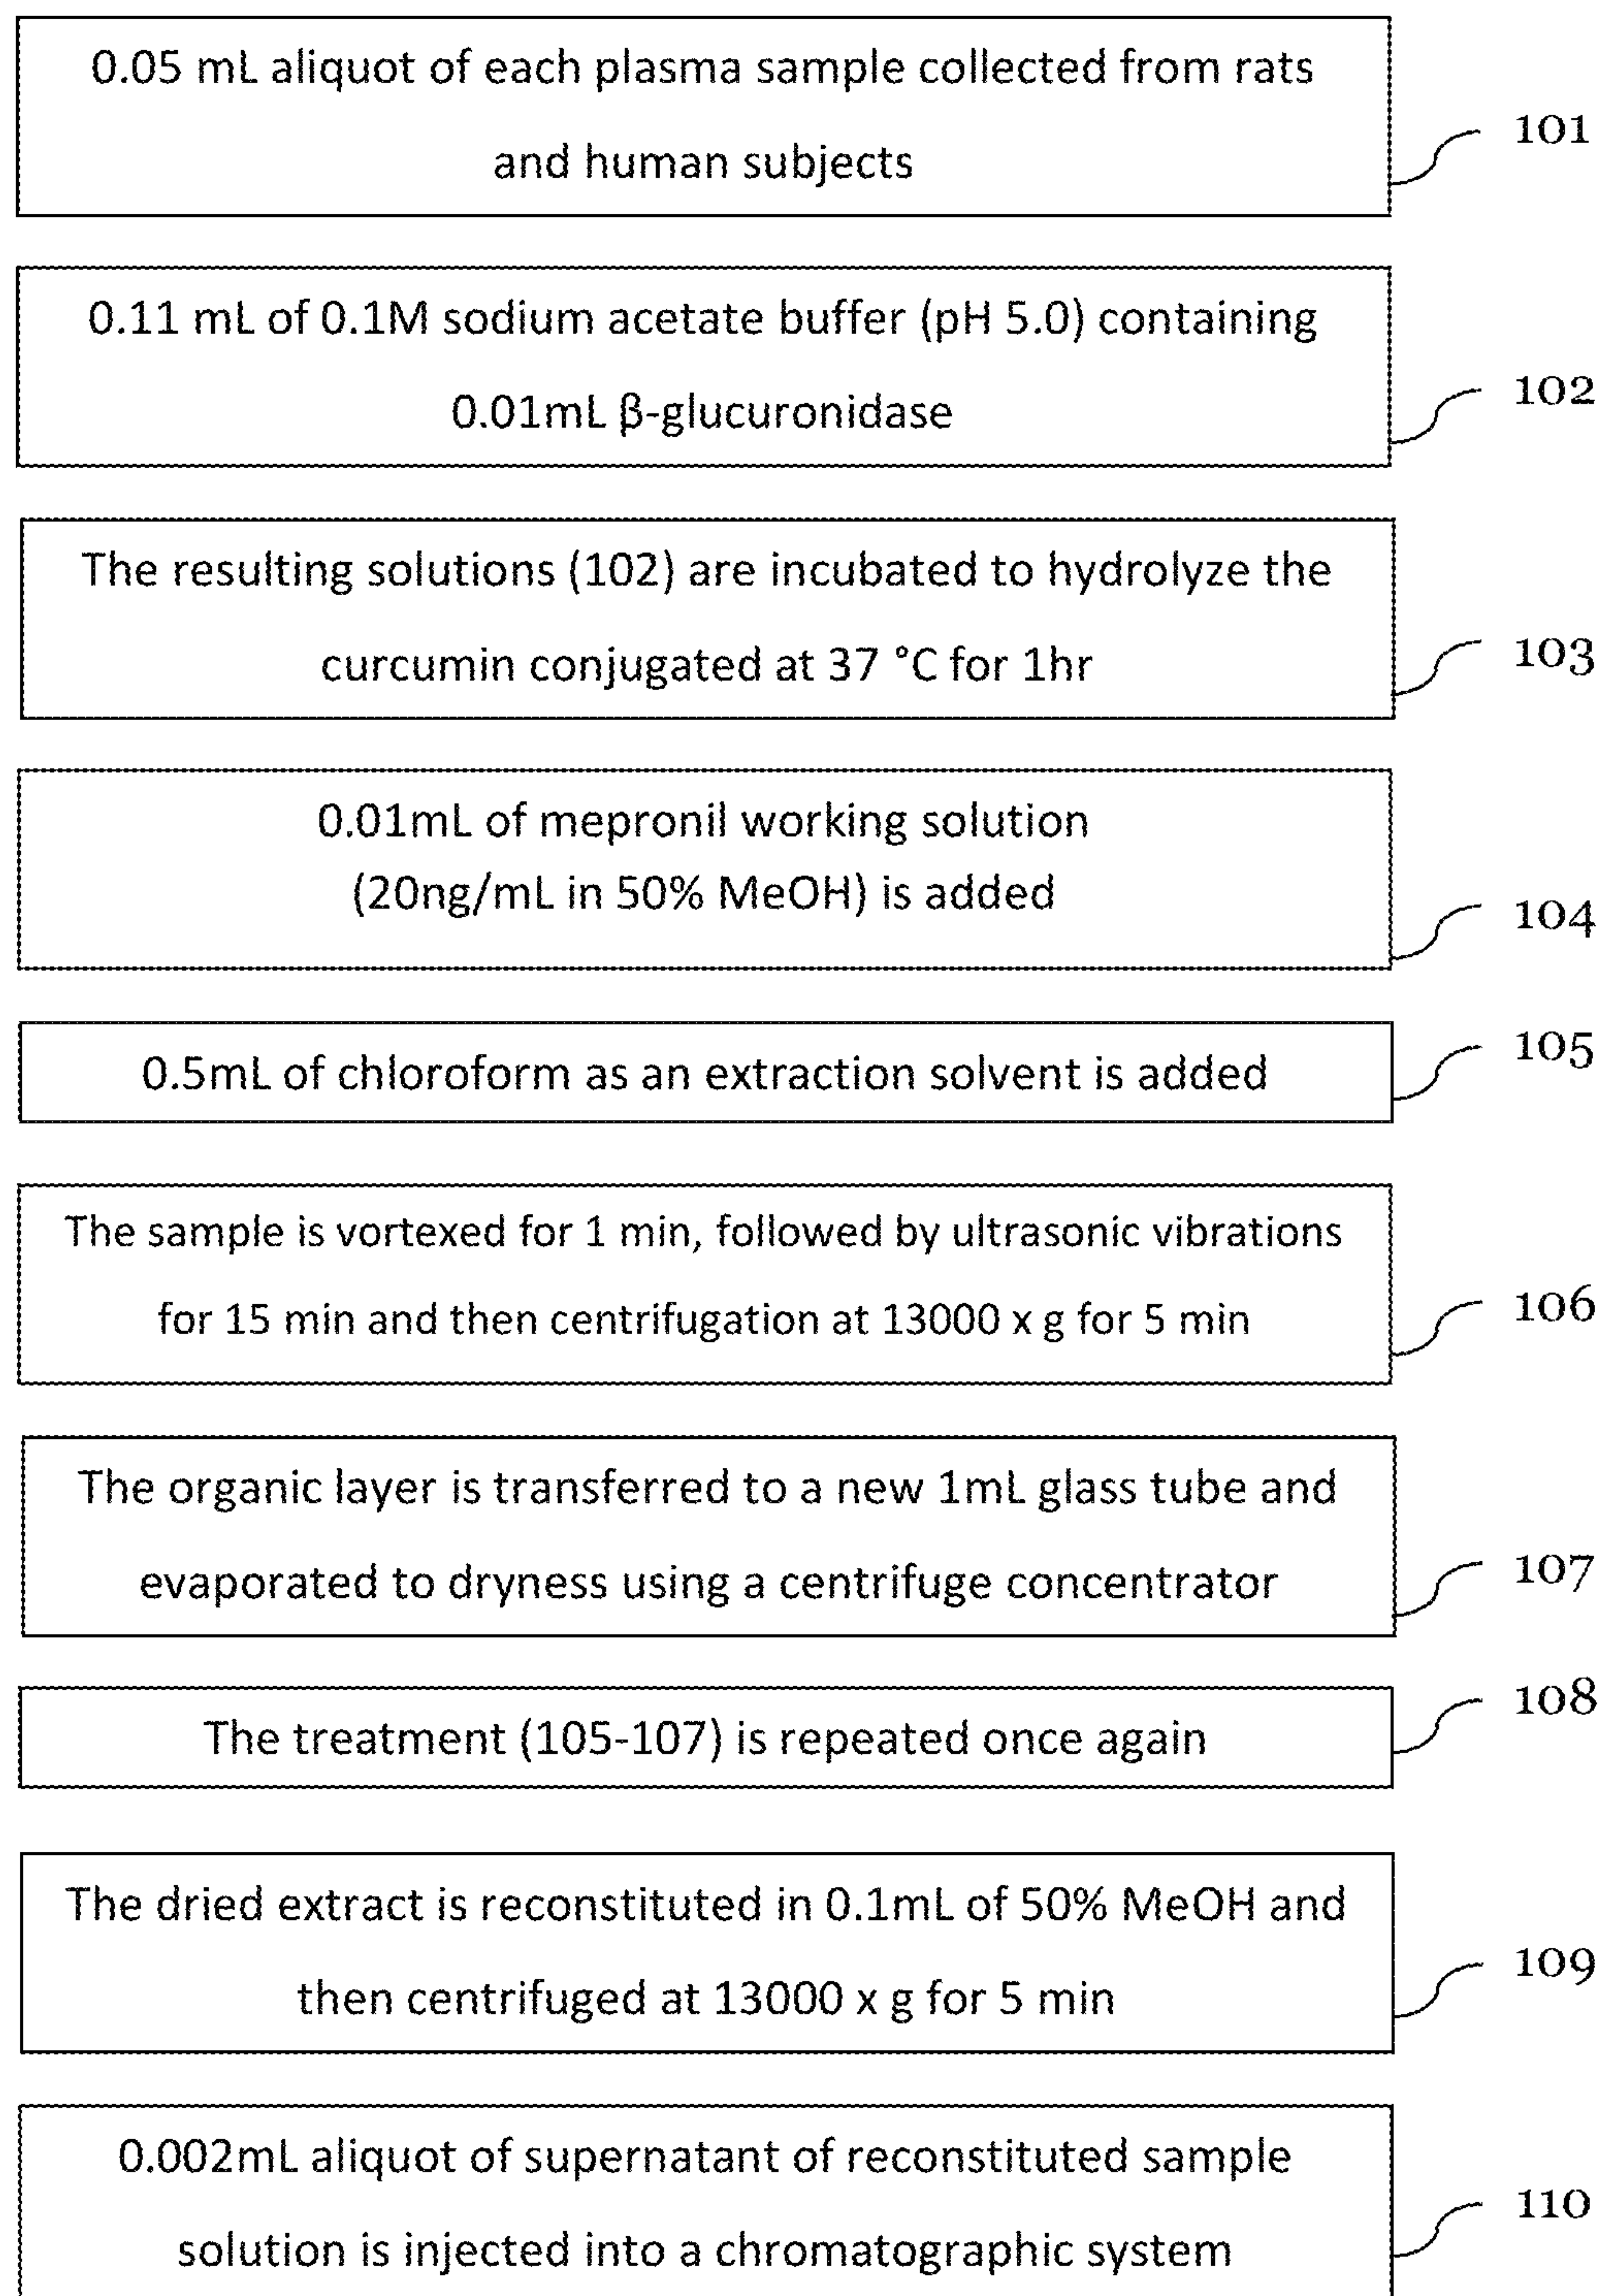 0.05 mL aliquot of each plasma sample collected from rats
and human subjects
101
0.11 mL of 0.1M sodium acetate buffer (pH 5.0) containing
0.01mL β-glucuronidase
102
The resulting solutions (102) are incubated to hydrolyze the
curcumin conjugated at 37 °C for 1hr
103
0.01mL of mepronil working solution
(20ng/mL in 50% MeOH) is added
104
0.5mL of chloroform as an extraction solvent is added
105
The sample is vortexed for 1 min, followed by ultrasonic vibrations
for 15 min and then centrifugation at 13000 x g for 5 min
106
The organic layer is transferred to a new 1mL glass tube and
evaporated to dryness using a centrifuge concentrator
107
The treatment (105-107) is repeated once again
108
The dried extract is reconstituted in 0.1mL of 50% MeOH and
then centrifuged at 13000 x g for 5 min
109
0.002mL aliquot of supernatant of reconstituted sample
solution is injected into a chromatographic system
110